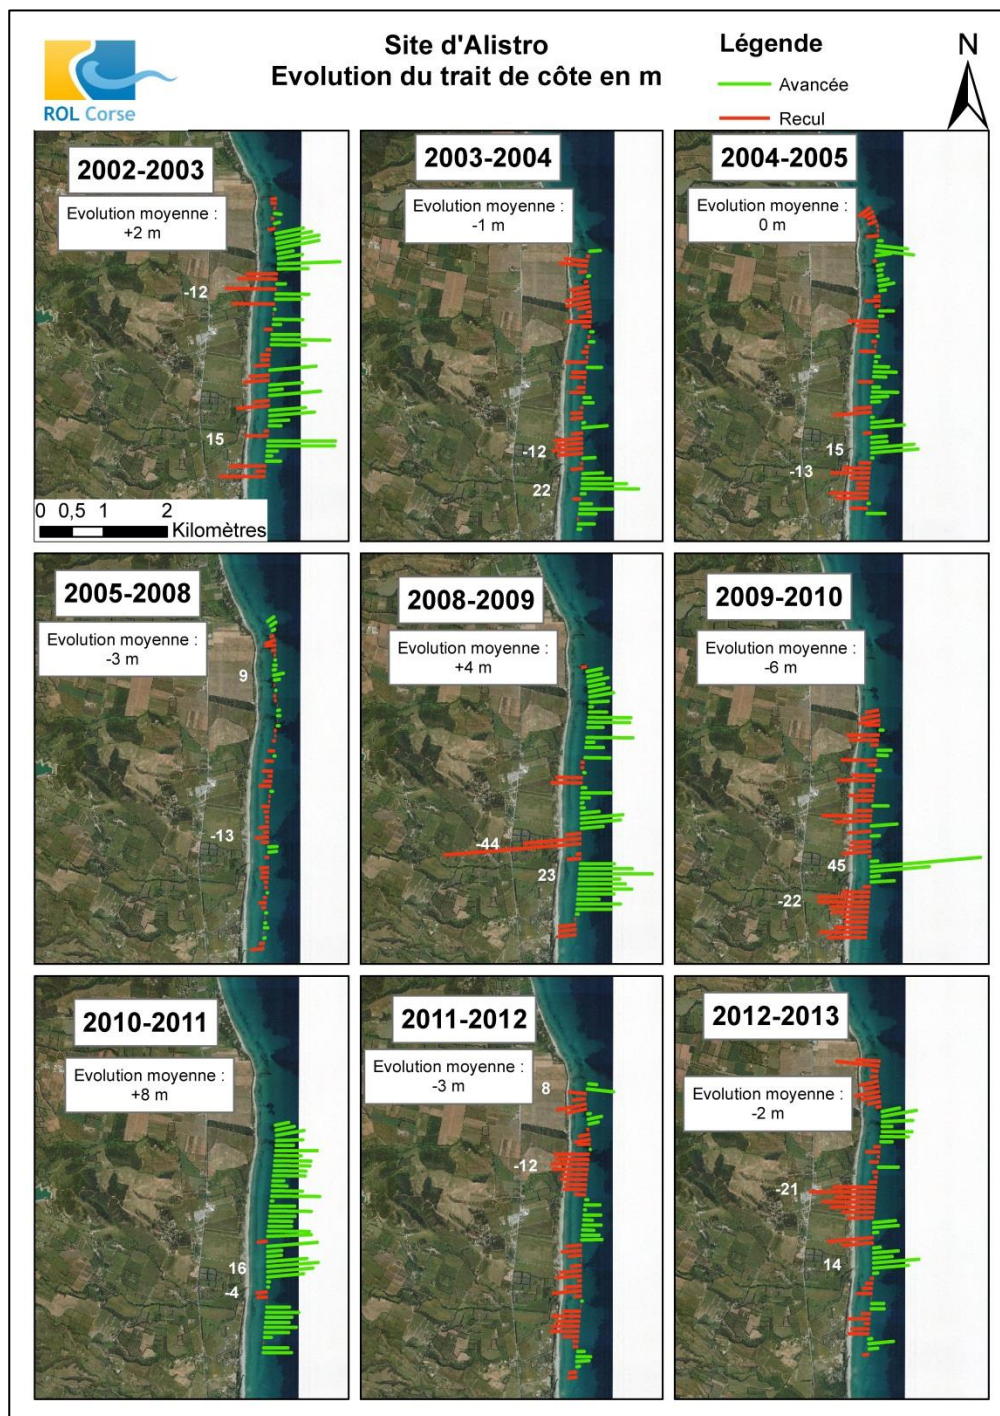 ROL Corse
Site d'Alistro
Evolution du trait de côte en m
Légende
Avancée
Recul
N
2002-2003
Evolution moyenne :
+2 m
-12
15
0 0,5 1 2
Kilomètres
2003-2004
Evolution moyenne :
-1 m
-12
22
2004-2005
Evolution moyenne :
0 m
15
-13
2005-2008
Evolution moyenne :
-3 m
9
-13
2008-2009
Evolution moyenne :
+4 m
-44
23
2009-2010
Evolution moyenne :
-6 m
45
-22
2010-2011
Evolution moyenne :
+8 m
16
-4
2011-2012
Evolution moyenne :
-3 m
8
-12
2012-2013
Evolution moyenne :
-2 m
-21
14